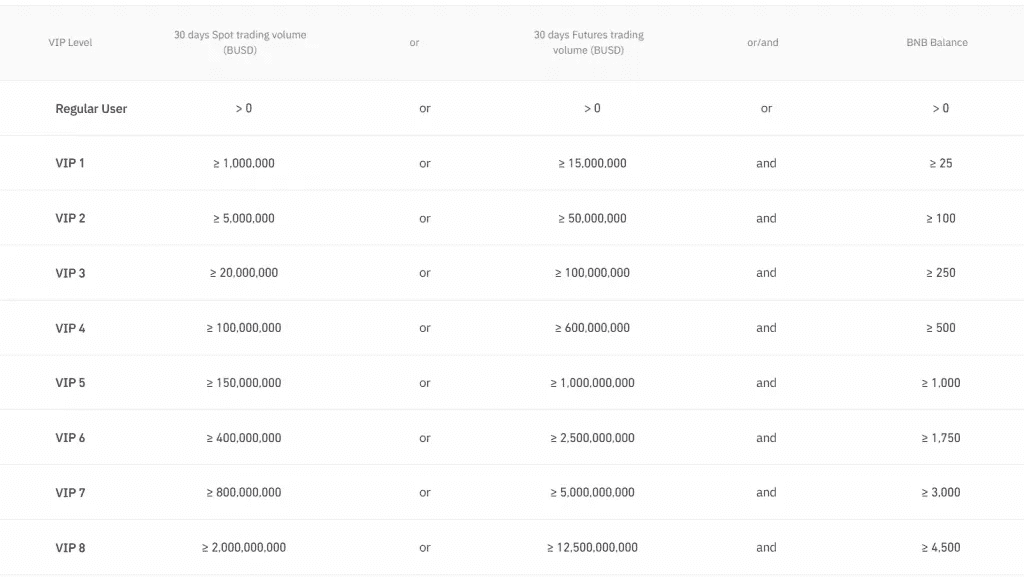 VIP Level 30 days Spot trading volume (BUSD) or 30 days Futures trading volume (BUSD) or/and BNB Balance
Regular User > 0 or > 0 or > 0
VIP 1 ≥ 1,000,000 or ≥ 15,000,000 and ≥ 25
VIP 2 ≥ 5,000,000 or ≥ 50,000,000 and ≥ 100
VIP 3 ≥ 20,000,000 or ≥ 100,000,000 and ≥ 250
VIP 4 ≥ 100,000,000 or ≥ 600,000,000 and ≥ 500
VIP 5 ≥ 150,000,000 or ≥ 1,000,000,000 and ≥ 1,000
VIP 6 ≥ 400,000,000 or ≥ 2,500,000,000 and ≥ 1,750
VIP 7 ≥ 800,000,000 or ≥ 5,000,000,000 and ≥ 3,000
VIP 8 ≥ 2,000,000,000 or ≥ 12,500,000,000 and ≥ 4,500